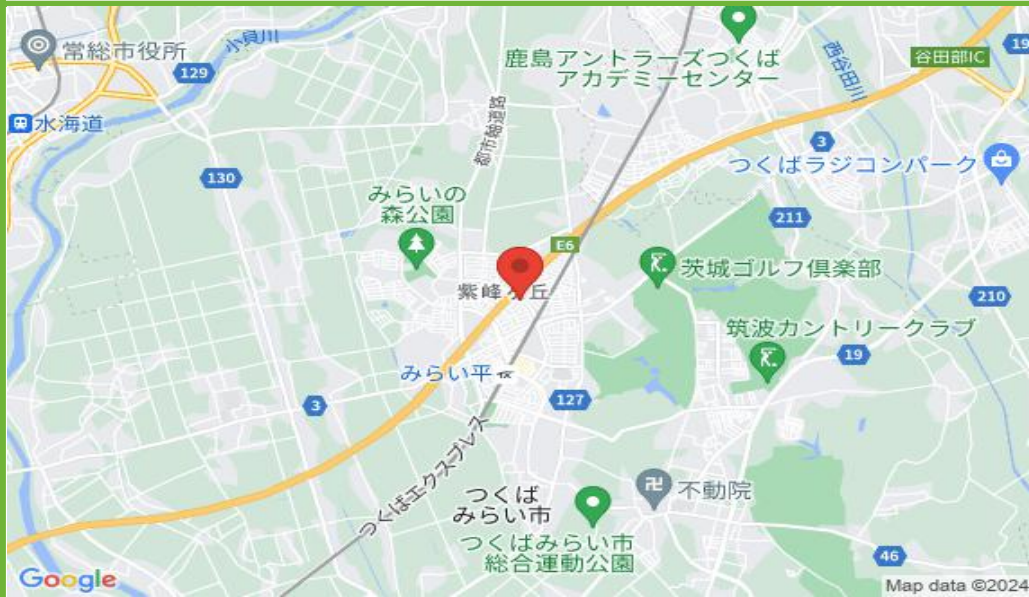 常総市役所
小貝川
129
水海道
鹿島アントラーズつくば
アカデミーセンター
西谷田川
谷田部IC
19
都市軸道路
3
つくばラジコンパーク
130
みらいの
森公園
211
E6
茨城ゴルフ倶楽部
紫峰ヶ丘
210
筑波カントリークラブ
19
みらい平
3
127
つくばエクスプレス
つくば
みらい市
不動院
つくばみらい市
総合運動公園
46
Google
Map data ©2024